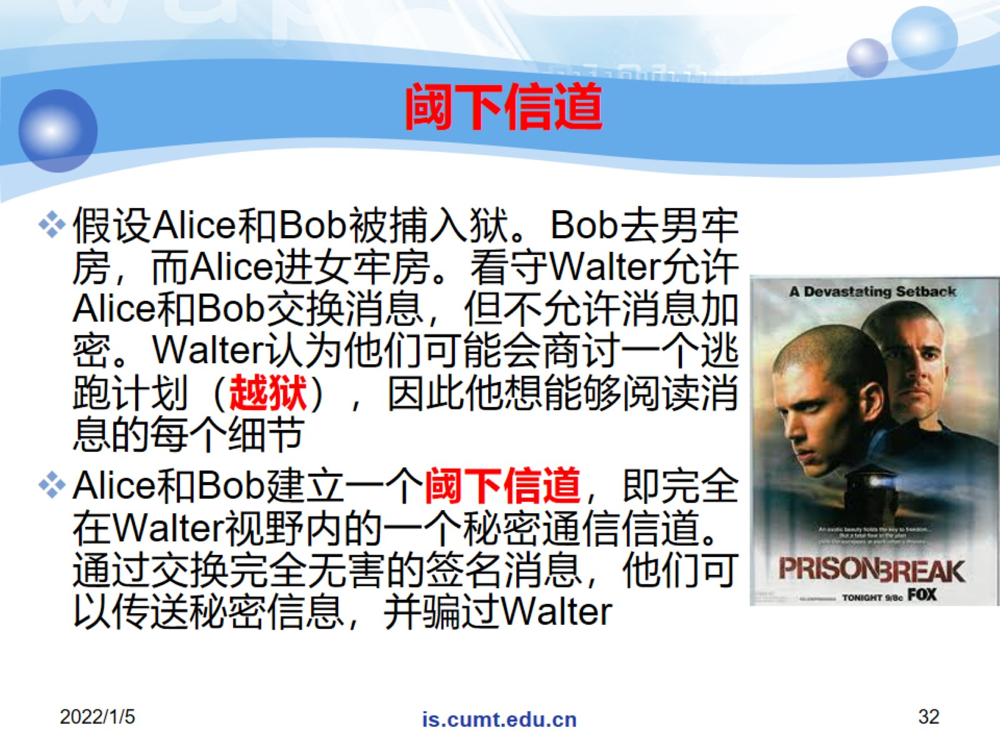 阈下信道
假设Alice和Bob被捕入狱。Bob去男牢
房，而Alice进女牢房。看守Walter允许
Alice和Bob交换消息，但不允许消息加
密。Walter认为他们可能会商讨一个逃
跑计划（越狱），因此他想能够阅读消
息的每个细节
Alice和Bob建立一个阈下信道，即完全
在Walter视野内的一个秘密通信信道。
通过交换完全无害的签名消息，他们可
以传送秘密信息，并骗过Walter
A Devastating Setback
An exotic beauty holds the key to freedom...
But a fatal flaw in the plan
PRISON BREAK
TONIGHT 9/8c FOX
2022/1/5
is.cumt.edu.cn
32